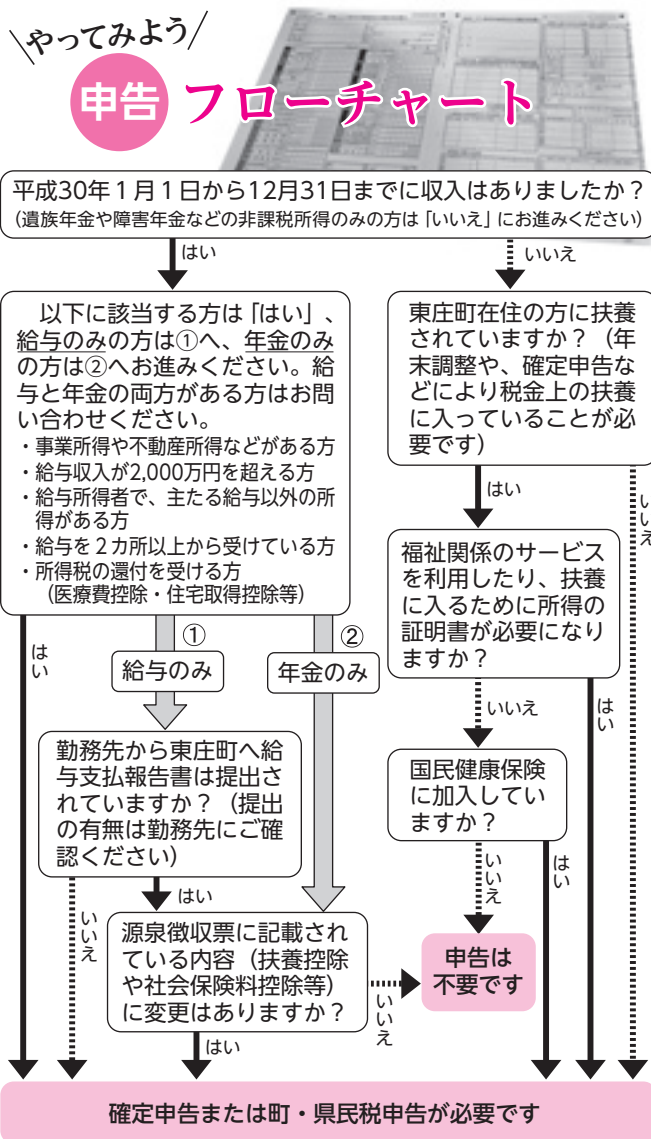 やってみよう
申告 フローチャート
平成30年1月1日から12月31日までに収入はありましたか?
(遺族年金や障害年金などの非課税所得のみの方は「いいえ」にお進みください)
はい
いいえ
以下に該当する方は「はい」、
給与のみの方は①へ、年金のみ
の方は②へお進みください。給
与と年金の両方がある方はお問
い合わせください。
・事業所得や不動産所得などがある方
・給与収入が2,000万円を超える方
・給与所得者で、主たる給与以外の所
得がある方
・給与を2カ所以上から受けている方
・所得税の還付を受ける方
(医療費控除・住宅取得控除等)
東庄町在住の方に扶養
されていますか?(年
末調整や、確定申告な
どにより税金上の扶養
に入っていることが必
要です)
はい
いいえ
福祉関係のサービス
を利用したり、扶養
に入るために所得の
証明書が必要になり
ますか?
はい
①
給与のみ
②
年金のみ
いいえ
はい
勤務先から東庄町へ給
与支払報告書は提出さ
れていますか?(提出
の有無は勤務先にご確
認ください)
国民健康保険
に加入してい
ますか?
はい
いいえ
いいえ
はい
源泉徴収票に記載され
ている内容(扶養控除
や社会保険料控除等)
に変更はありますか?
いいえ
申告は
不要です
はい
確定申告または町・県民税申告が必要です